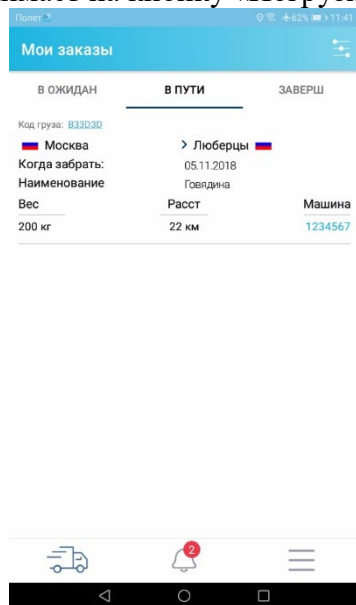 Полет
62% 11:41
Мои заказы
В ОЖИДАН В ПУТИ ЗАВЕРШ
Код груза: B33D3D
Москва > Люберцы
Когда забрать: 05.11.2018
Наименование Говядина
Вес Расст Машина
200 кг 22 км 1234567
2